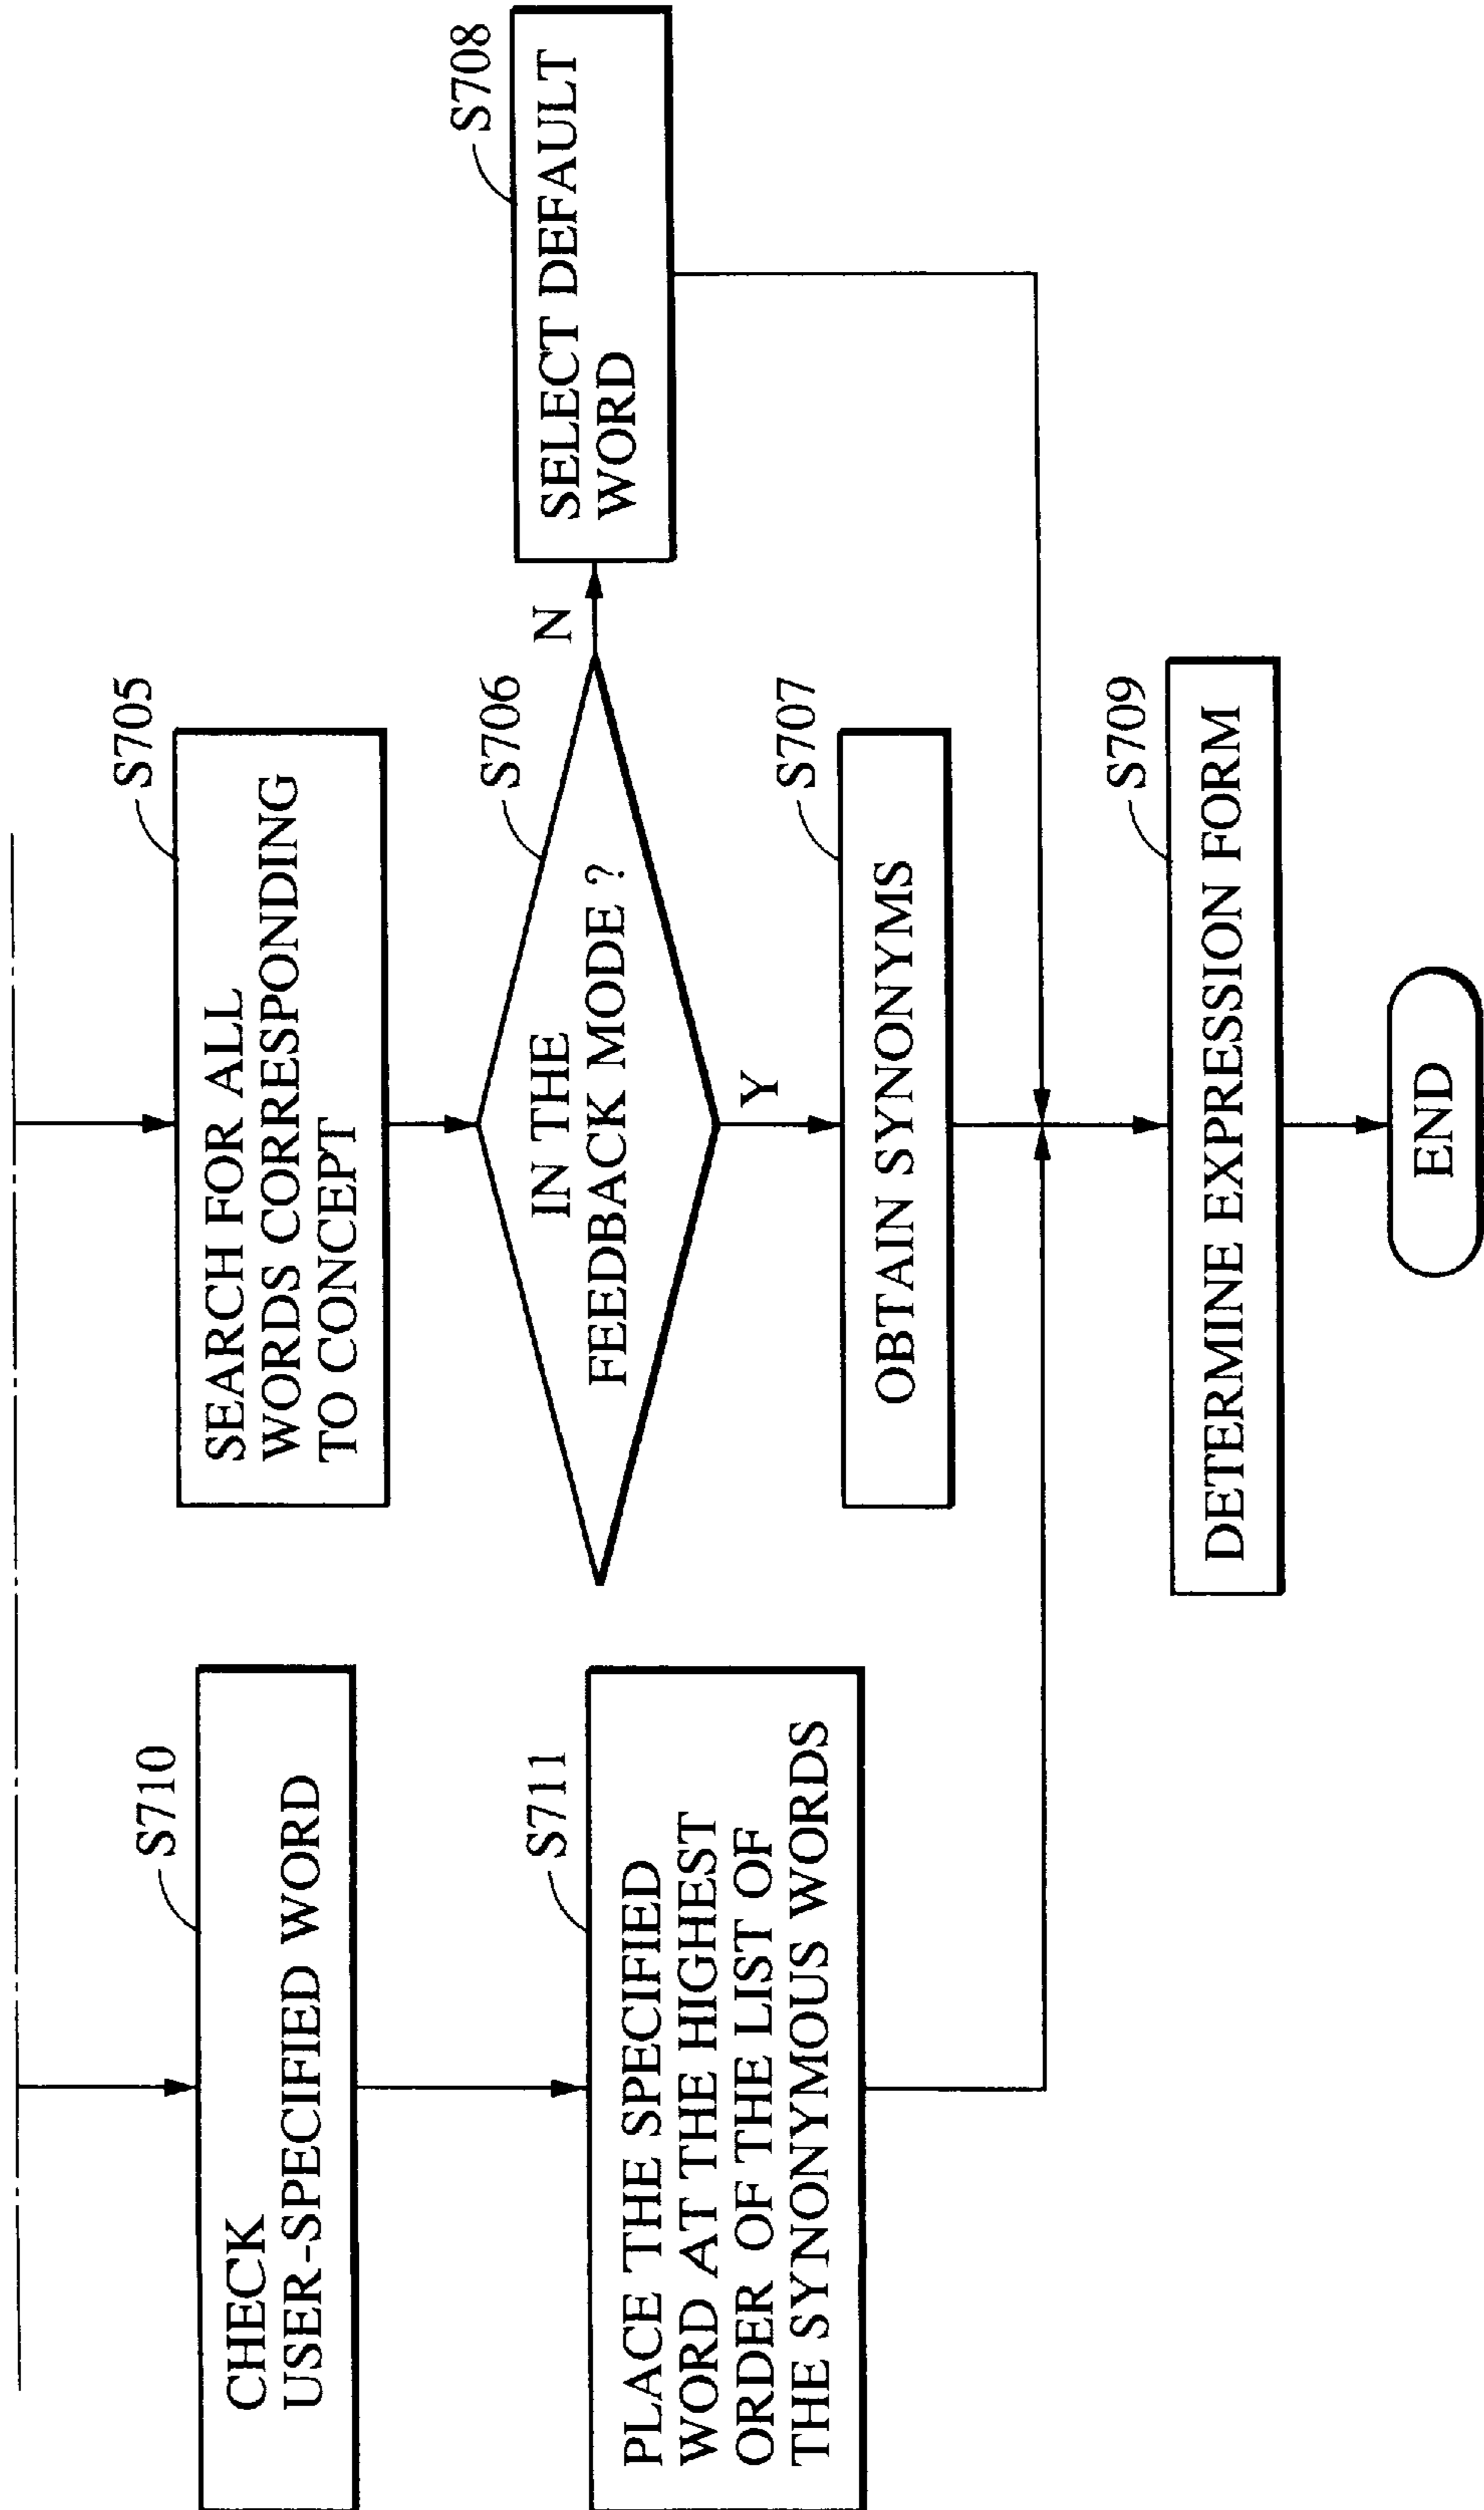 S710
CHECK
USER-SPECIFIED WORD
S711
PLACE THE SPECIFIED
WORD AT THE HIGHEST
ORDER OF THE LIST OF
THE SYNONYMOUS WORDS
S705
SEARCH FOR ALL
WORDS CORRESPONDING
TO CONCEPT
S706
IN THE
FEEDBACK MODE ?
N
Y
S708
SELECT DEFAULT
WORD
S707
OBTAIN SYNONYMS
S709
DETERMINE EXPRESSION FORM
END